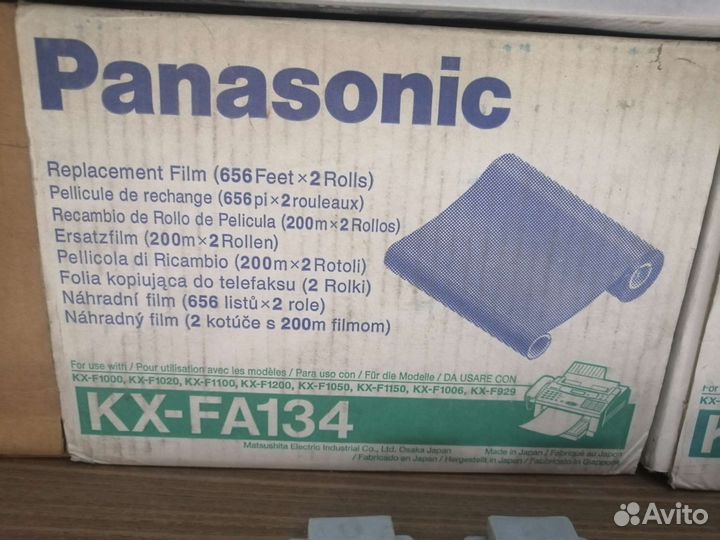 Panasonic
Replacement Film (656 Feet×2 Rolls)
Pellicule de rechange (656 pi×2 rouleaux)
Recambio de Rollo de Pelicula (200m×2 Rollos)
Ersatzfilm (200m×2 Rollen)
Pellicola di Ricambio (200m×2 Rotoli)
Folia kopiująca do telefaksu (2 Rolki)
Náhradní film (656 listů×2 role)
Náhradný film (2 kotúče s 200m filmom)
For use with / Pour utilisation avec les modèles / Para uso con / Für die Modelle / DA USARE CON
KX-F1000, KX-F1020, KX-F1100, KX-F1200, KX-F1050, KX-F1150, KX-F1006, KX-F929
KX-FA134
Matsushita Electric Industrial Co., Ltd. Osaka Japan
Made in Japan / Fabriqué au Japon
/ Fabricado en Japón / Hergestellt in Japan / Fabbricato in Giappone
For
KX-
K
Avito